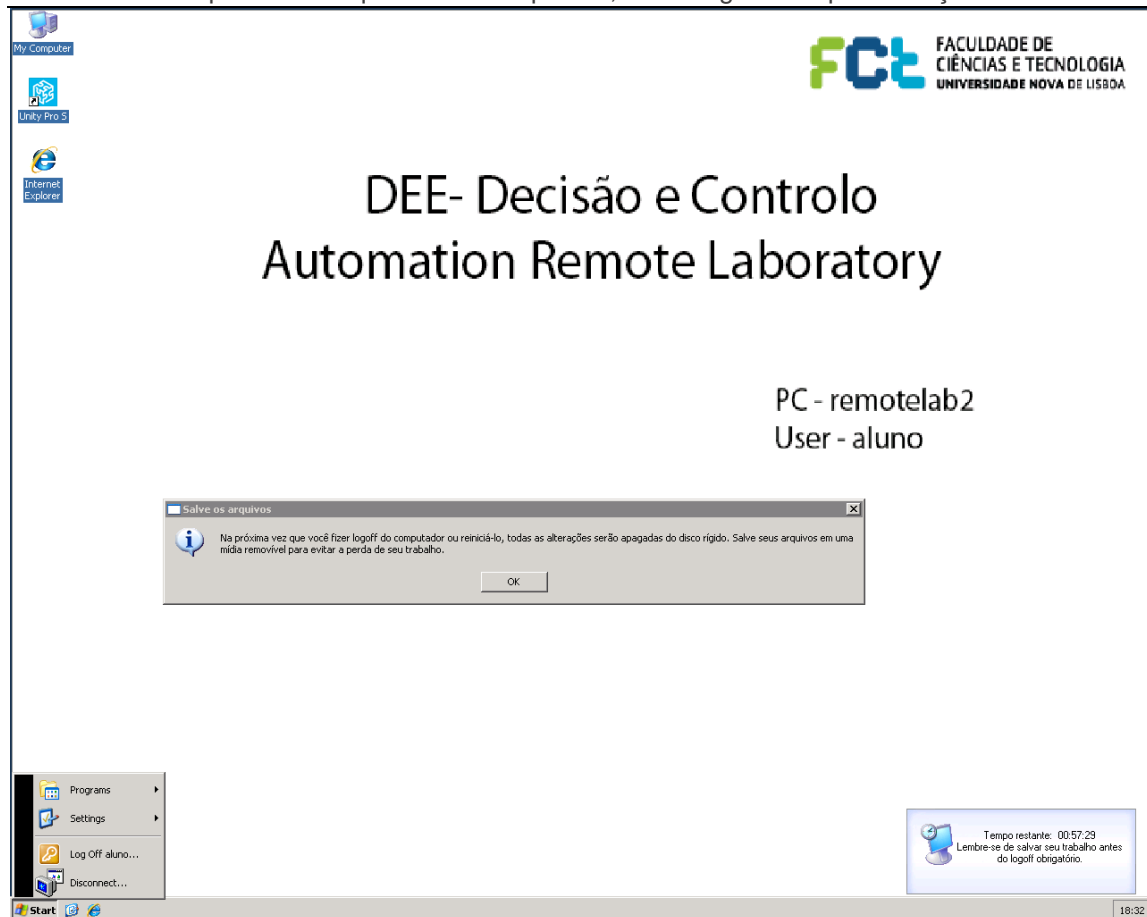 My Computer
Unity Pro S
Internet
Explorer
FCt
FACULDADE DE
CIÊNCIAS E TECNOLOGIA
UNIVERSIDADE NOVA DE LISBOA
DEE- Decisão e Controlo
Automation Remote Laboratory
PC - remotelab2
User - aluno
Salve os arquivos
Na próxima vez que você fizer logoff do computador ou reiniciá-lo, todas as alterações serão apagadas do disco rígido. Salve seus arquivos em uma
mídia removível para evitar a perda de seu trabalho.
OK
Programs
Settings
Log Off aluno...
Disconnect...
Tempo restante: 00:57:29
Lembre-se de salvar seu trabalho antes
do logoff obrigatório.
Start
18:32